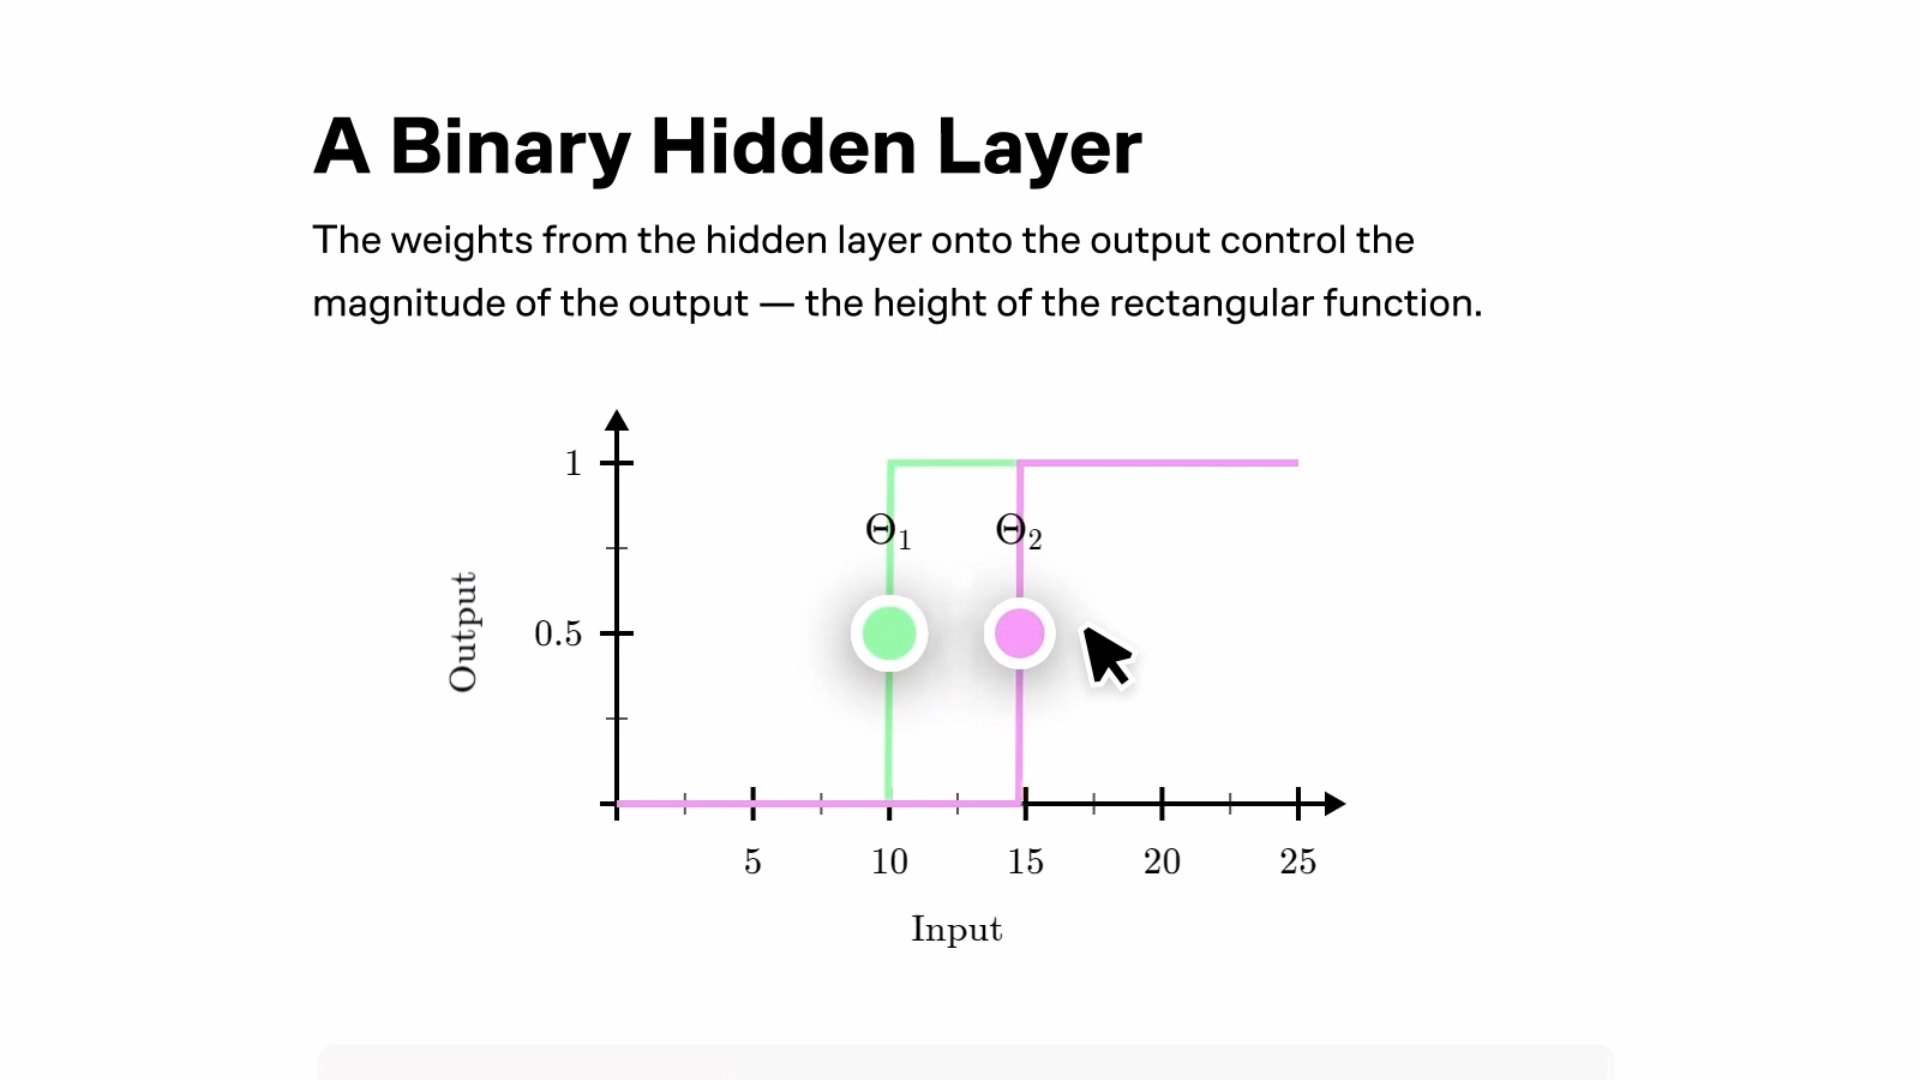 A Binary Hidden Layer
The weights from the hidden layer onto the output control the
magnitude of the output — the height of the rectangular function.
1
Θ₁ Θ₂
Output
0.5
5 10 15 20 25
Input